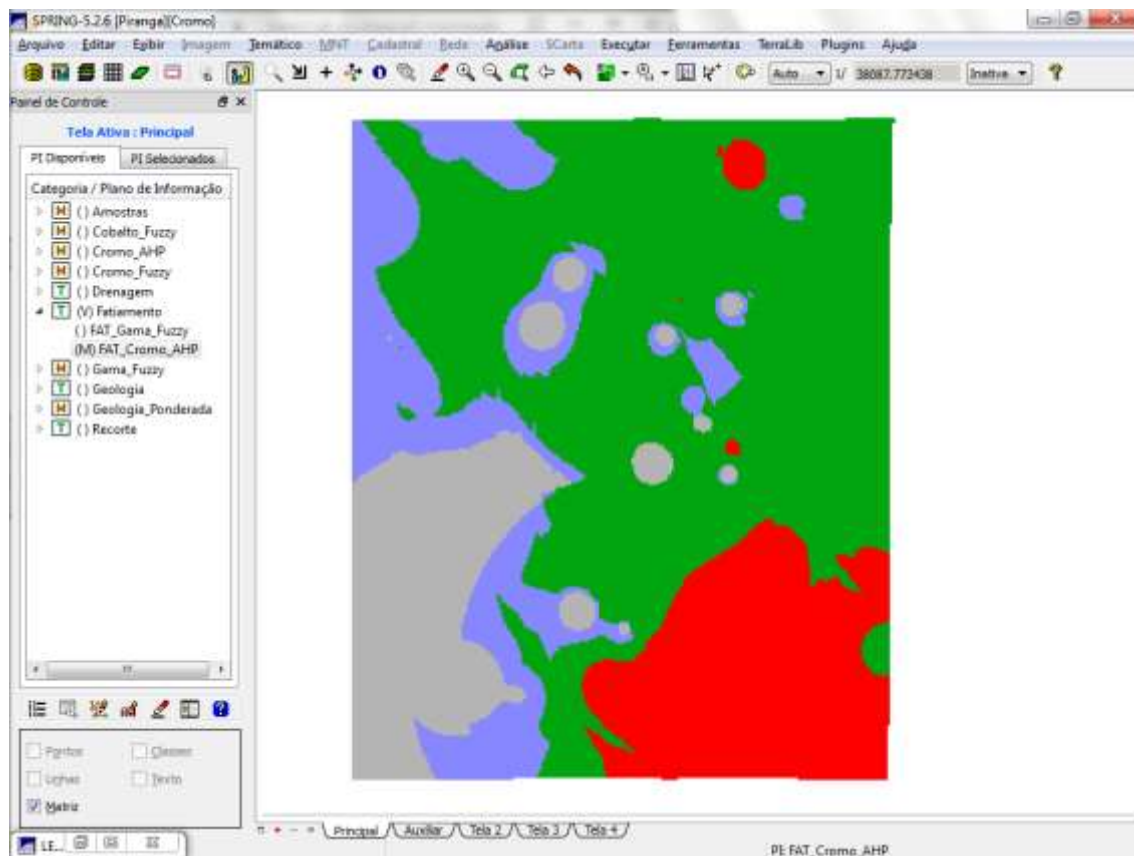 SPRING-5.2.6 [Piranga][Cromo]
Arquivo Editar Exibir Imagem Temático MNT Cadastral Rede Análise SCarta Executar Ferramentas TerraLib Plugins Ajuda
Auto 1/ 38087.773438 Inativa
Painel de Controle
Tela Ativa : Principal
PI Disponíveis PI Selecionados
Categoria / Plano de Informação
M () Amostras
M () Cobalto_Fuzzy
M () Cromo_AHP
M () Cromo_Fuzzy
T () Drenagem
T (V) Fatiamento
() FAT_Gama_Fuzzy
(M) FAT_Cromo_AHP
M () Gama_Fuzzy
T () Geologia
M () Geologia_Ponderada
T () Recorte
Pontos Classes
Linhas Texto
Matriz
Principal Auxiliar Tela 2 Tela 3 Tela 4
LE...
PI: FAT_Cromo_AHP